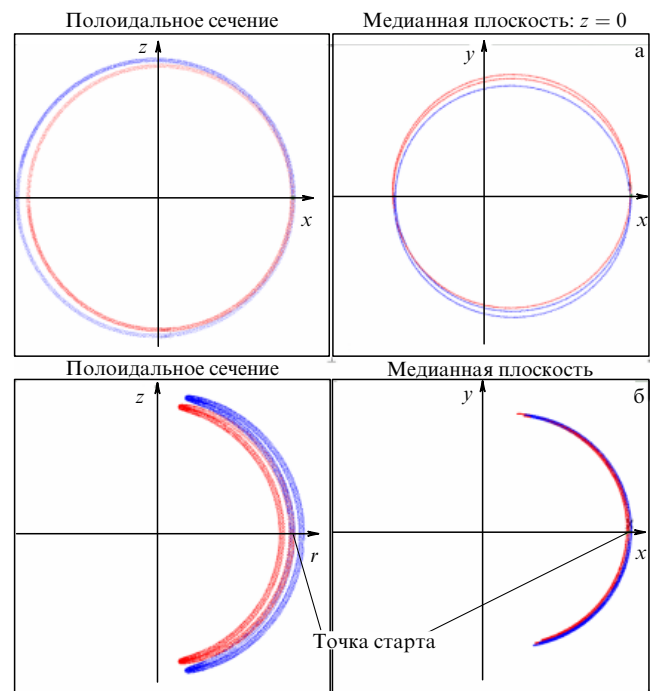 Полоидальное сечение
Медианная плоскость: z = 0
z
x
y
а
x
Полоидальное сечение
Медианная плоскость
z
r
y
б
x
Точка старта